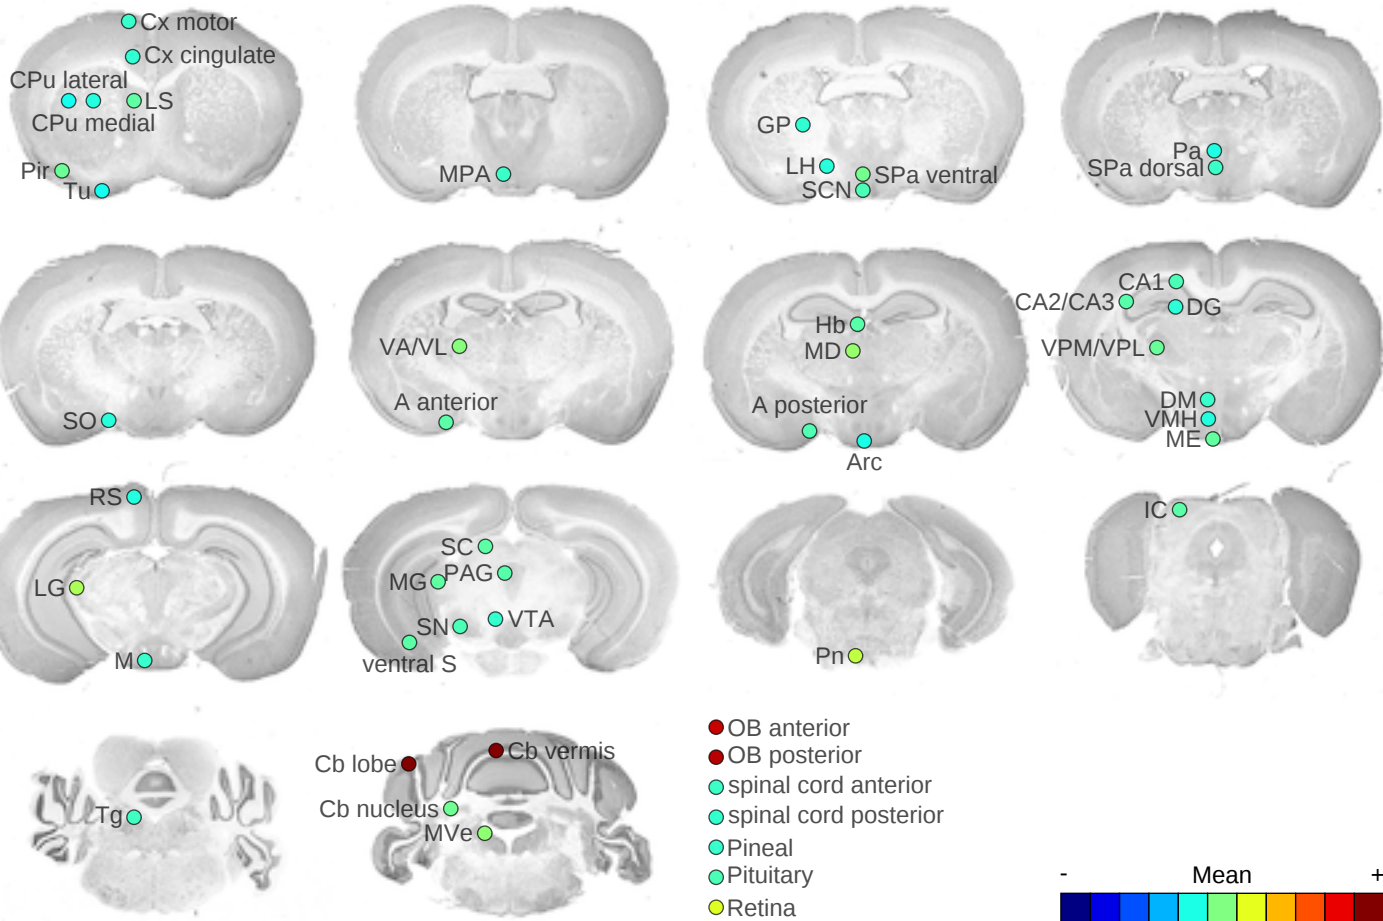 Cx motor
Cx cingulate
CPu lateral
LS
CPu medial
Pir
Tu
MPA
GP
LH
SPa ventral
SCN
Pa
SPa dorsal
SO
VA/VL
A anterior
Hb
MD
A posterior
Arc
CA1
CA2/CA3
DG
VPM/VPL
DM
VMH
ME
RS
LG
M
SC
MG
PAG
SN
VTA
ventral S
Pn
IC
Tg
Cb lobe
Cb vermis
Cb nucleus
MVe
OB anterior
OB posterior
spinal cord anterior
spinal cord posterior
Pineal
Pituitary
Retina
- Mean +